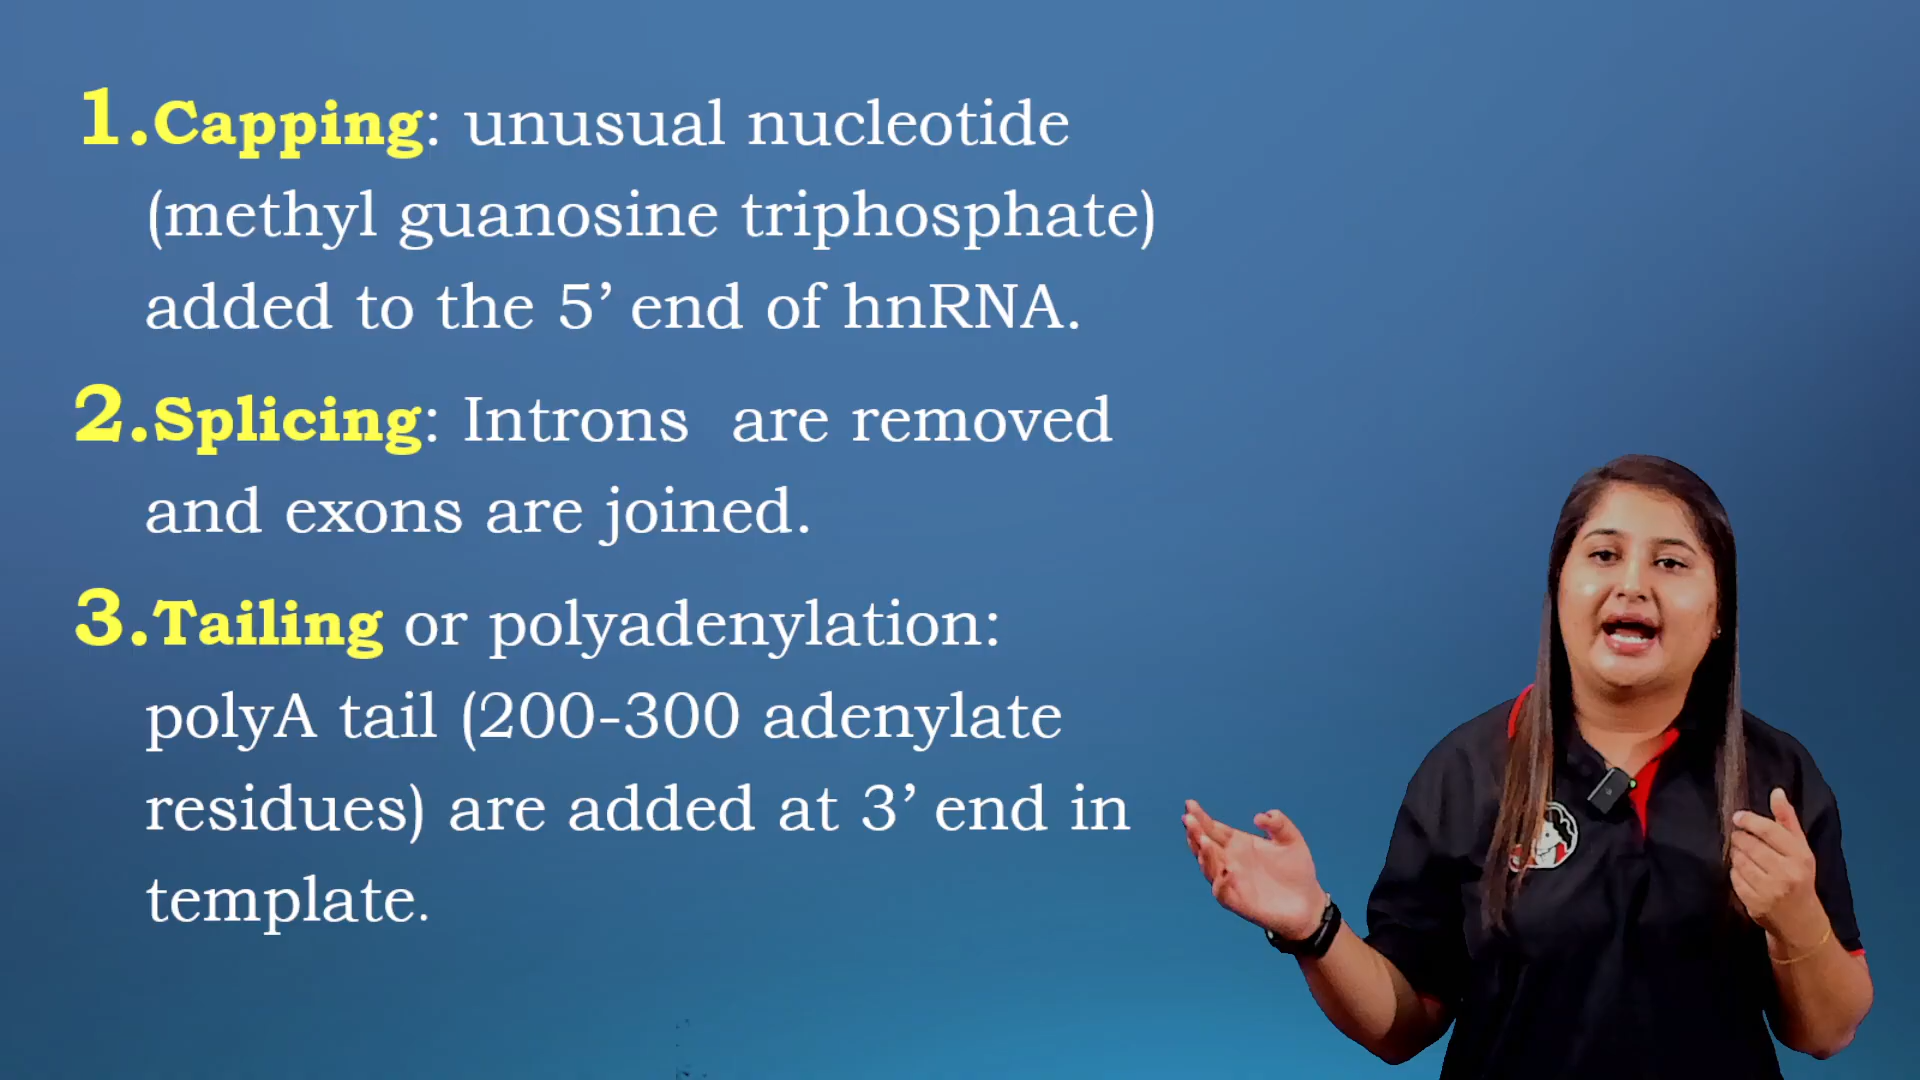 1.Capping: unusual nucleotide
(methyl guanosine triphosphate)
added to the 5’ end of hnRNA.
2.Splicing: Introns  are removed
and exons are joined.
3.Tailing or polyadenylation:
polyA tail (200-300 adenylate
residues) are added at 3’ end in
template.